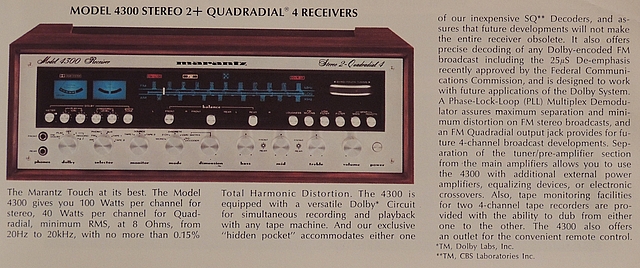 MODEL 4300 STEREO 2+ QUADRADIAL® 4 RECEIVERS
Model 4300 Receiver
marantz
Stereo 2 · Quadradial 4
balance
phones dolby selector monitor mode dimension bass mid treble volume power
The Marantz Touch at its best. The Model
4300 gives you 100 Watts per channel for
stereo, 40 Watts per channel for Quad-
radial, minimum RMS, at 8 Ohms, from
20Hz to 20kHz, with no more than 0.15%
Total Harmonic Distortion. The 4300 is
equipped with a versatile Dolby* Circuit
for simultaneous recording and playback
with any tape machine. And our exclusive
"hidden pocket" accommodates either one
of our inexpensive SQ** Decoders, and as-
sures that future developments will not make
the entire receiver obsolete. It also offers
precise decoding of any Dolby-encoded FM
broadcast including the 25µS De-emphasis
recently approved by the Federal Communi-
cations Commission, and is designed to work
with future applications of the Dolby System.
A Phase-Lock-Loop (PLL) Multiplex Demodu-
lator assures maximum separation and mini-
mum distortion on FM stereo broadcasts, and
an FM Quadradial output jack provides for fu-
ture 4-channel broadcast developments. Sep-
aration of the tuner/pre-amplifier section
from the main amplifiers allows you to use
the 4300 with additional external power
amplifiers, equalizing devices, or electronic
crossovers. Also, tape monitoring facilities
for two 4-channel tape recorders are pro-
vided with the ability to dub from either
one to the other. The 4300 also offers
an outlet for the convenient remote control.
*TM, Dolby Labs, Inc.
**TM, CBS Laboratories Inc.